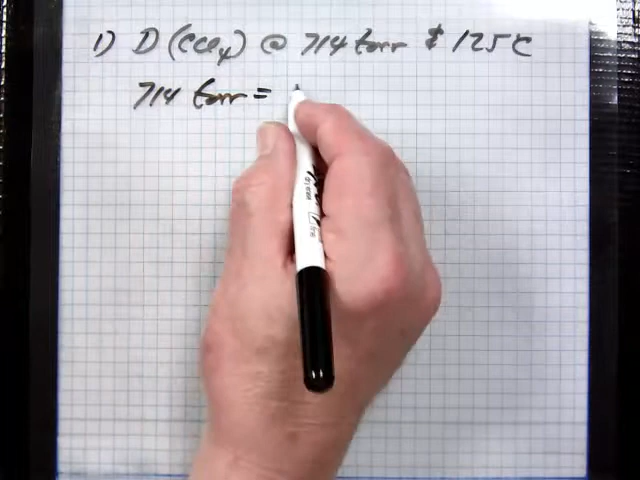 1) D (CCl₄) @ 714 torr & 125°C
714 torr =